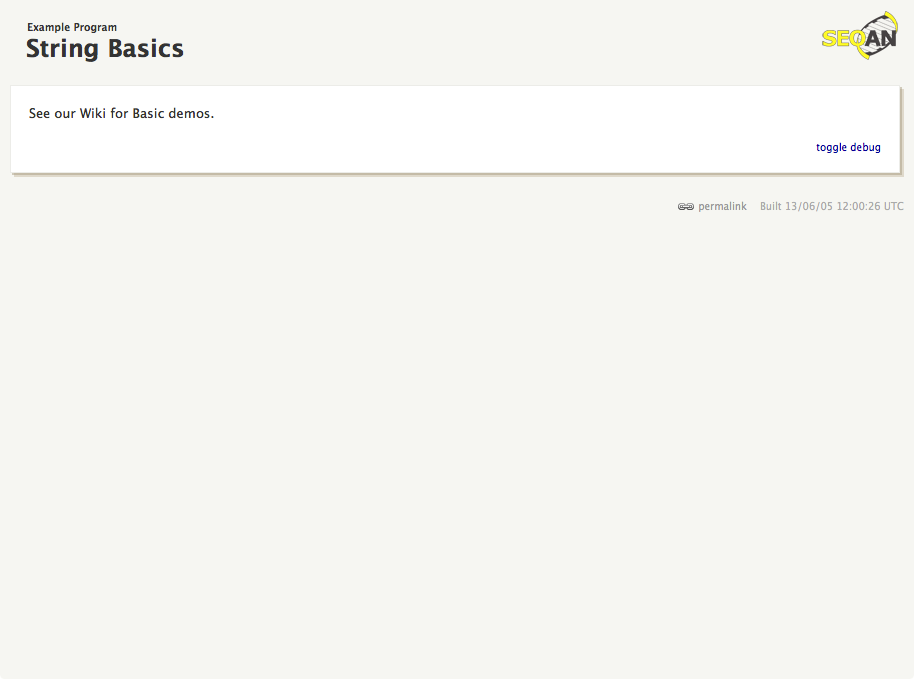 Example Program
String Basics
SEQAN
See our Wiki for Basic demos.
toggle debug
permalink Built 13/06/05 12:00:26 UTC